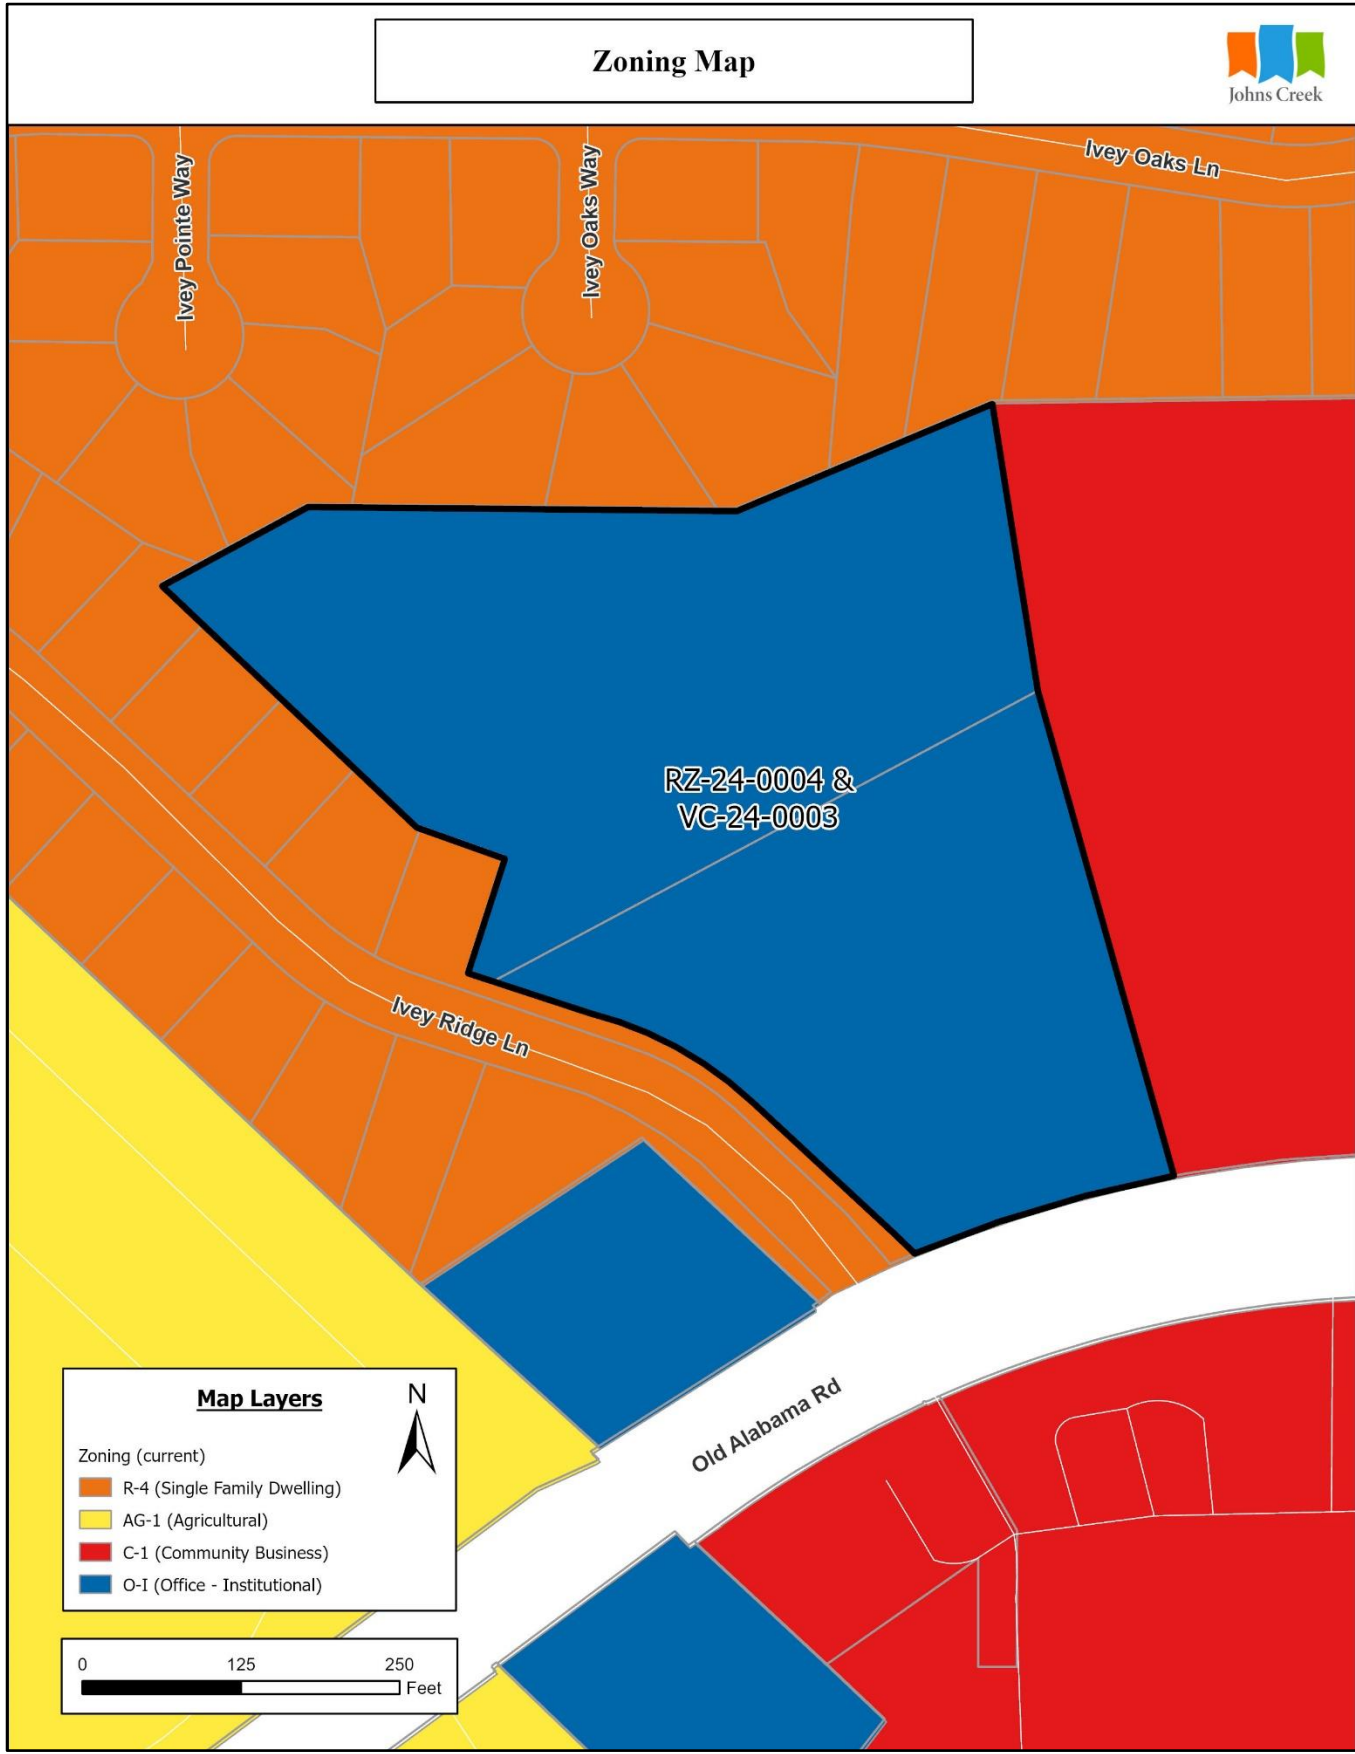 Zoning Map
Johns Creek
Ivey Pointe Way
Ivey Oaks Way
Ivey Oaks Ln
RZ-24-0004 &
VC-24-0003
Ivey Ridge Ln
Old Alabama Rd
Map Layers
N
Zoning (current)
R-4 (Single Family Dwelling)
AG-1 (Agricultural)
C-1 (Community Business)
O-I (Office - Institutional)
0 125 250
Feet